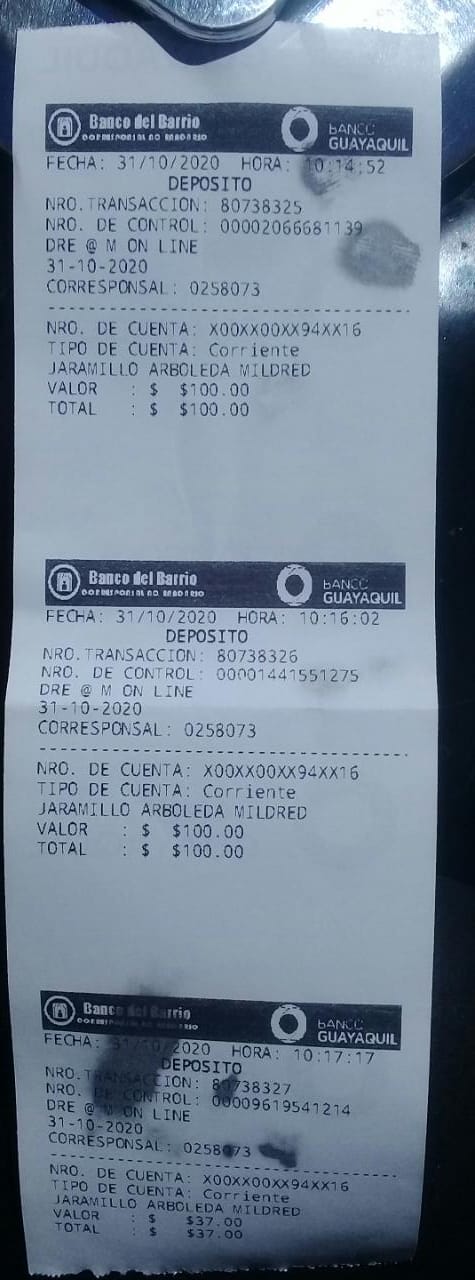 Banco del Barrio
CORRESPONSAL NO BANCARIO
BANCO
GUAYAQUIL
FECHA: 31/10/2020 HORA: 10:14:52
DEPOSITO
NRO.TRANSACCION: 80738325
NRO. DE CONTROL: 00002066681139
DRE @ M ON LINE
31-10-2020
CORRESPONSAL: 0258073
NRO. DE CUENTA: X00XX00XX94XX16
TIPO DE CUENTA: Corriente
JARAMILLO ARBOLEDA MILDRED
VALOR : $ $100.00
TOTAL : $ $100.00
Banco del Barrio
CORRESPONSAL NO BANCARIO
BANCO
GUAYAQUIL
FECHA: 31/10/2020 HORA: 10:16:02
DEPOSITO
NRO.TRANSACCION: 80738326
NRO. DE CONTROL: 00001441551275
DRE @ M ON LINE
31-10-2020
CORRESPONSAL: 0258073
NRO. DE CUENTA: X00XX00XX94XX16
TIPO DE CUENTA: Corriente
JARAMILLO ARBOLEDA MILDRED
VALOR : $ $100.00
TOTAL : $ $100.00
Banco del Barrio
CORRESPONSAL NO BANCARIO
BANCO
GUAYAQUIL
FECHA: 31/10/2020 HORA: 10:17:17
DEPOSITO
NRO.TRANSACCION: 80738327
NRO. DE CONTROL: 00009619541214
DRE @ M ON LINE
31-10-2020
CORRESPONSAL: 0258073
NRO. DE CUENTA: X00XX00XX94XX16
TIPO DE CUENTA: Corriente
JARAMILLO ARBOLEDA MILDRED
VALOR : $ $37.00
TOTAL : $ $37.00